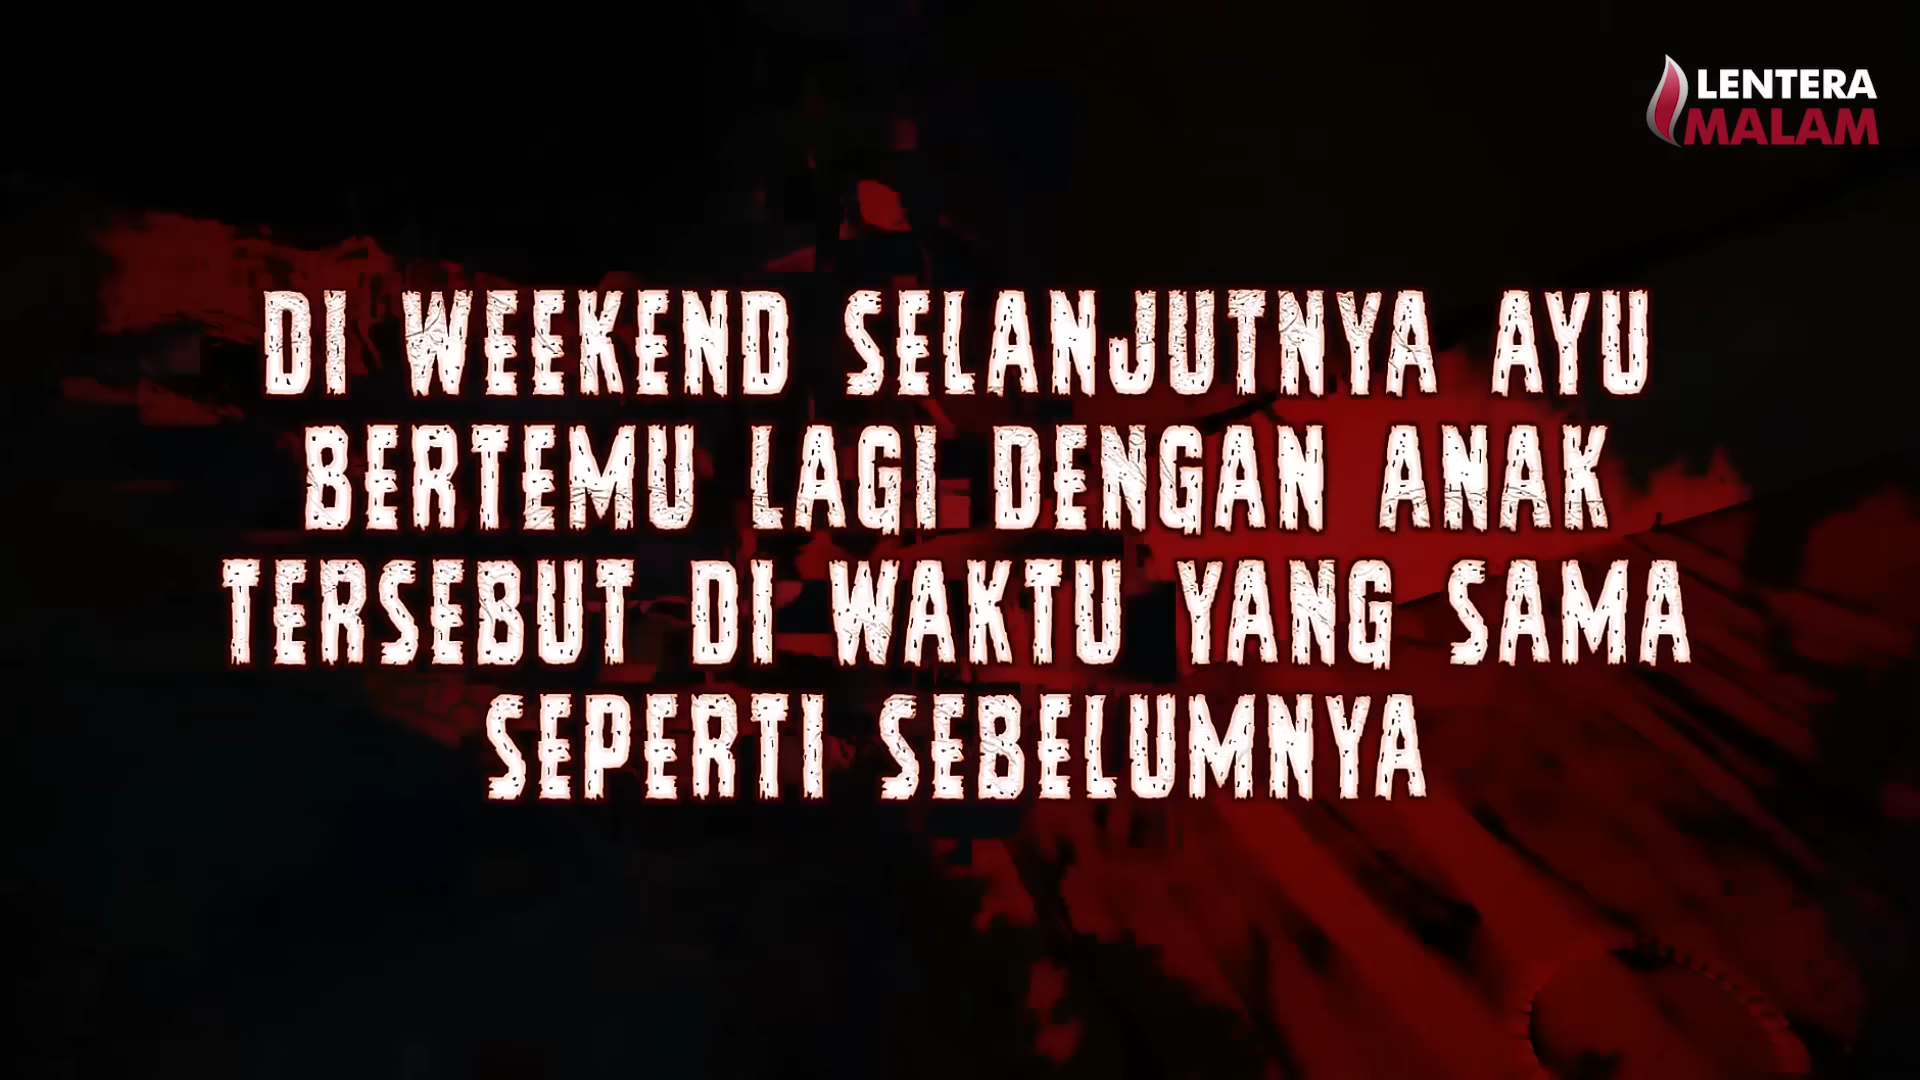 LENTERA
MALAM
DI WEEKEND SELANJUTNYA AYU
BERTEMU LAGI DENGAN ANAK
TERSEBUT DI WAKTU YANG SAMA
SEPERTI SEBELUMNYA